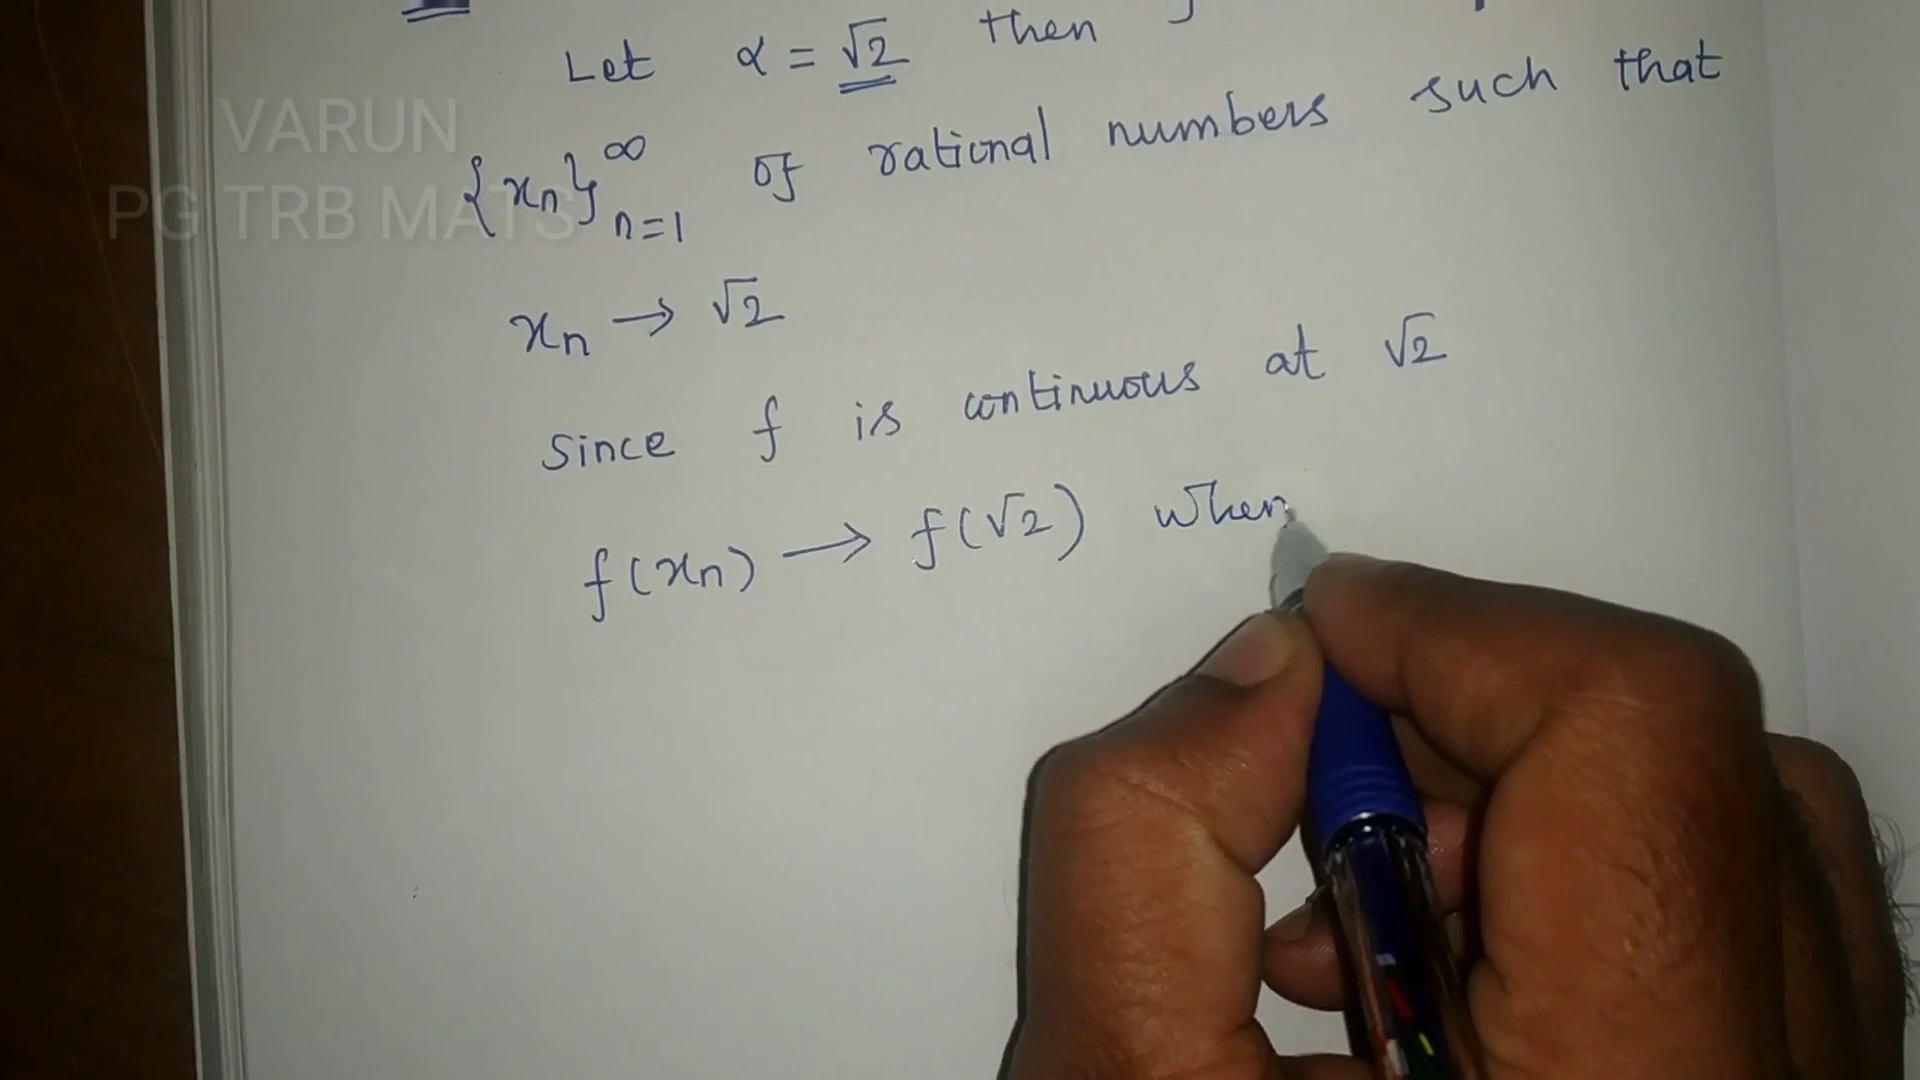 Let α = √2 then
{xn}∞n=1 of rational numbers such that
xn → √2
Since f is continuous at √2
f(xn) → f(√2) when
VARUN
PG TRB MATS